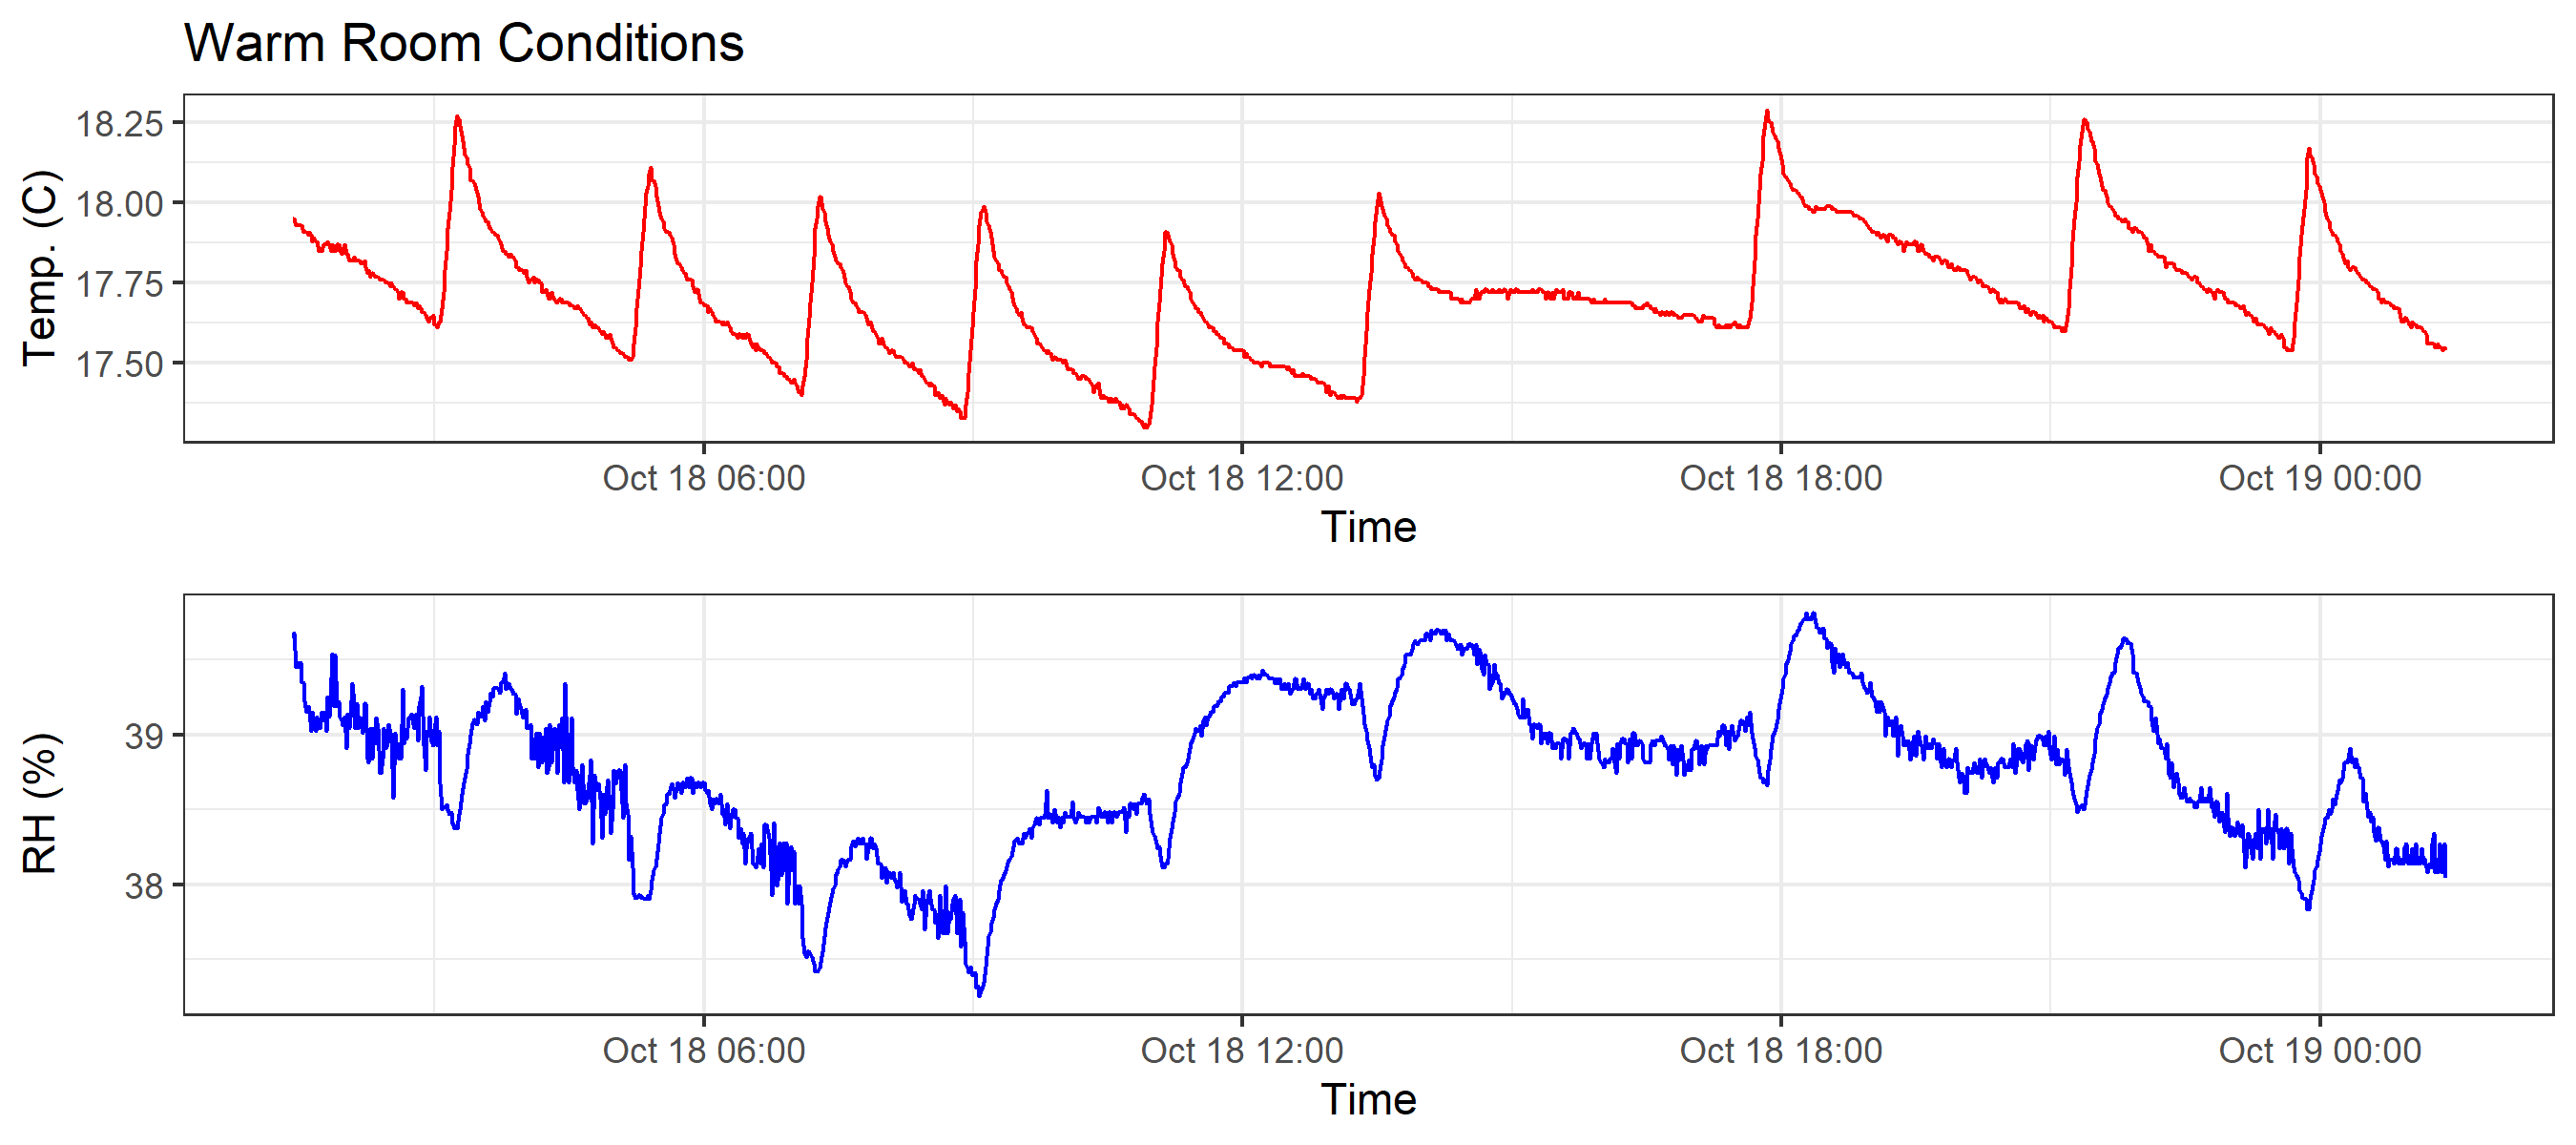 Warm Room Conditions
Temp. (C)
18.25
18.00
17.75
17.50
Oct 18 06:00 Oct 18 12:00 Oct 18 18:00 Oct 19 00:00
Time
RH (%)
39
38
Oct 18 06:00 Oct 18 12:00 Oct 18 18:00 Oct 19 00:00
Time